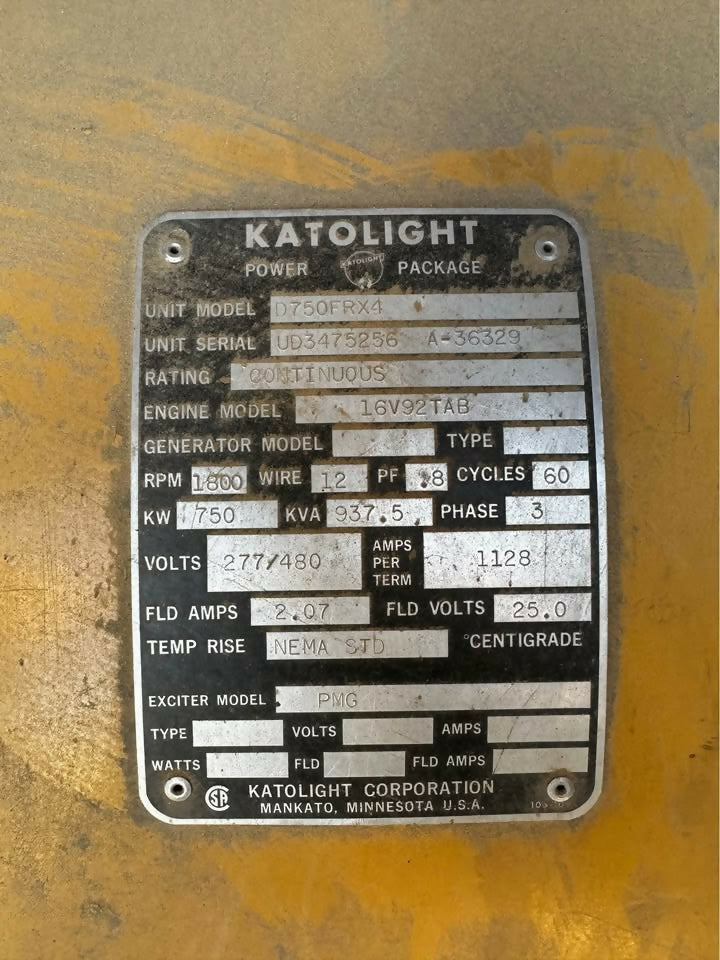 KATOLIGHT
POWER KATOLIGHT PACKAGE
UNIT MODEL D750FRX4
UNIT SERIAL UD3475256 A-36329
RATING CONTINUOUS
ENGINE MODEL 16V92TAB
GENERATOR MODEL TYPE
RPM 1800 WIRE 12 PF .8 CYCLES 60
KW 750 KVA 937.5 PHASE 3
VOLTS 277/480 AMPS PER TERM 1128
FLD AMPS 2.07 FLD VOLTS 25.0
TEMP RISE NEMA STD °CENTIGRADE
EXCITER MODEL PMG
TYPE VOLTS AMPS
WATTS FLD FLD AMPS
SA KATOLIGHT CORPORATION
MANKATO, MINNESOTA U.S.A.